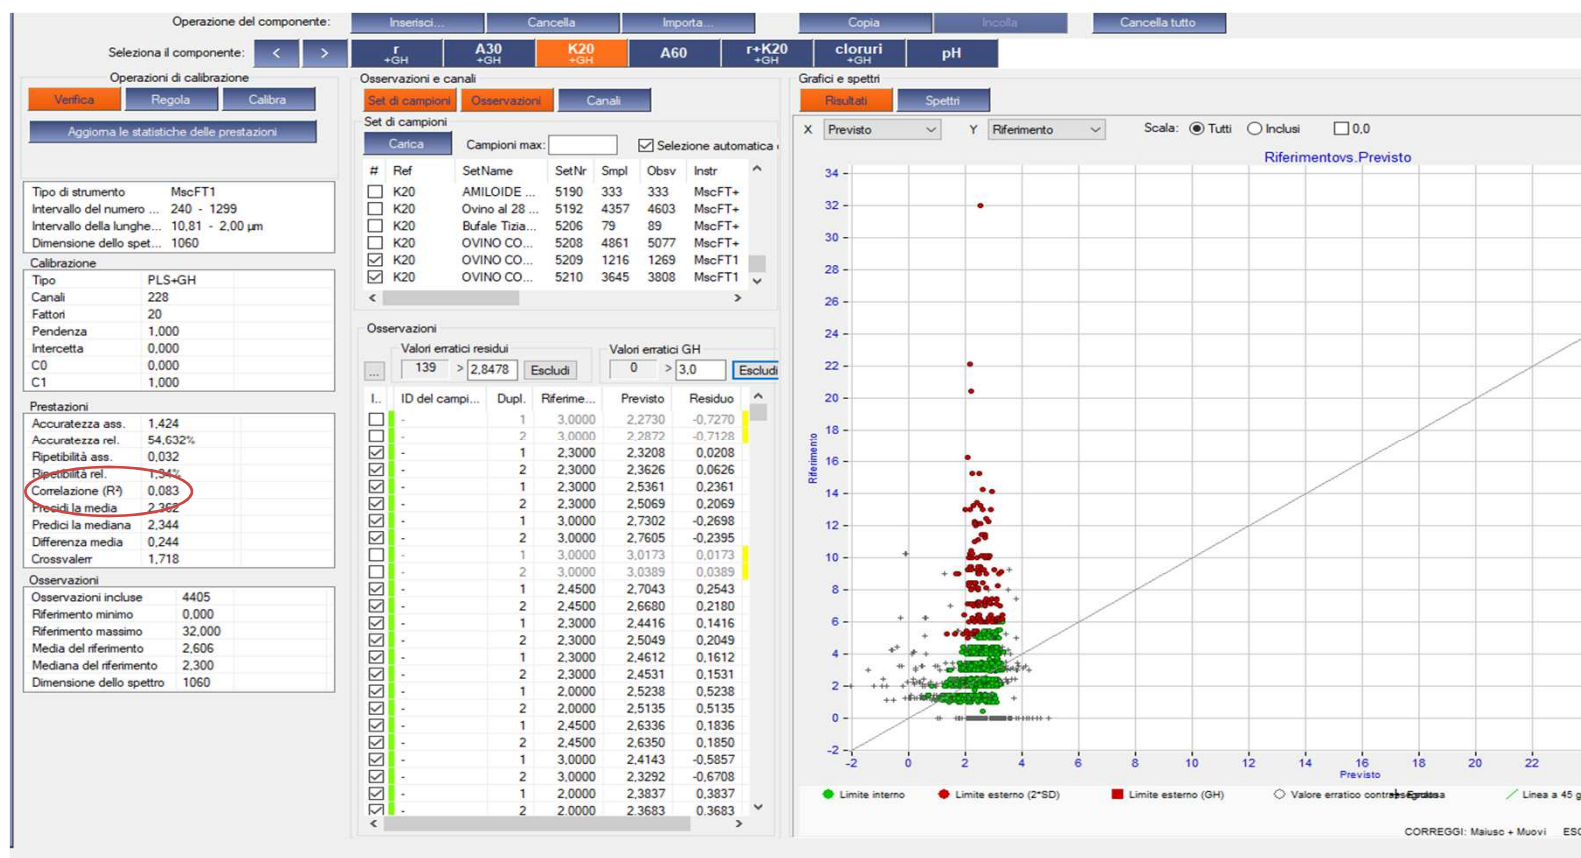 Operazione del componente: Inserisci... Cancella Importa... Copia Incolla Cancella tutto
Seleziona il componente: < > r +GH A30 +GH K20 +GH A60 r+K20 +GH cloruri +GH pH
Operazioni di calibrazione
Verifica Regola Calibra
Aggiorna le statistiche delle prestazioni
Tipo di strumento MscFT1
Intervallo del numero ... 240 - 1299
Intervallo della lunghe... 10,81 - 2,00 µm
Dimensione dello spet... 1060
Calibrazione
Tipo PLS+GH
Canali 228
Fattori 20
Pendenza 1,000
Intercetta 0,000
C0 0,000
C1 1,000
Prestazioni
Accuratezza ass. 1,424
Accuratezza rel. 54,632%
Ripetibilità ass. 0,032
Ripetibilità rel. 1,34%
Correlazione (R²) 0,083
Precidi la media 2,362
Predici la mediana 2,344
Differenza media 0,244
Crossvalerr 1,718
Osservazioni
Osservazioni incluse 4405
Riferimento minimo 0,000
Riferimento massimo 32,000
Media del riferimento 2,606
Mediana del riferimento 2,300
Dimensione dello spettro 1060
Osservazioni e canali
Set di campioni Osservazioni Canali
Set di campioni
Carica Campioni max: Selezione automatica
# Ref SetName SetNr Smpl Obsv Instr
K20 AMILOIDE ... 5190 333 333 MscFT+
K20 Ovino al 28 ... 5192 4357 4603 MscFT+
K20 Bufale Tizia... 5206 79 89 MscFT+
K20 OVINO CO... 5208 4861 5077 MscFT+
K20 OVINO CO... 5209 1216 1269 MscFT1
K20 OVINO CO... 5210 3645 3808 MscFT1
< >
Osservazioni
Valori erratici residui Valori erratici GH
... 139 > 2,8478 Escludi 0 > 3,0 Escludi
I.. ID del campi... Dupl. Riferime... Previsto Residuo
- 1 3,0000 2,2730 -0,7270
- 2 3,0000 2,2872 -0,7128
- 1 2,3000 2,3208 0,0208
- 2 2,3000 2,3626 0,0626
- 1 2,3000 2,5361 0,2361
- 2 2,3000 2,5069 0,2069
- 1 3,0000 2,7302 -0,2698
- 2 3,0000 2,7605 -0,2395
- 1 3,0000 3,0173 0,0173
- 2 3,0000 3,0389 0,0389
- 1 2,4500 2,7043 0,2543
- 2 2,4500 2,6680 0,2180
- 1 2,3000 2,4416 0,1416
- 2 2,3000 2,5049 0,2049
- 1 2,3000 2,4612 0,1612
- 2 2,3000 2,4531 0,1531
- 1 2,0000 2,5238 0,5238
- 2 2,0000 2,5135 0,5135
- 1 2,4500 2,6336 0,1836
- 2 2,4500 2,6350 0,1850
- 1 3,0000 2,4143 -0,5857
- 2 3,0000 2,3292 -0,6708
- 1 2,0000 2,3837 0,3837
- 2 2,0000 2,3683 0,3683
< >
Grafici e spettri
Risultati Spettri
X Previsto Y Riferimento Scala: Tutti Inclusi 0,0
Riferimentovs.Previsto
34
32
30
28
26
24
22
20
18
16
14
12
10
8
6
4
2
0
-2
Riferimento
-2 0 2 4 6 8 10 12 14 16 18 20 22
Previsto
Limite interno Limite esterno (2*SD) Limite esterno (GH) Valore erratico Linea a 45 g
CORREGGI: Maiusc + Muovi ESC